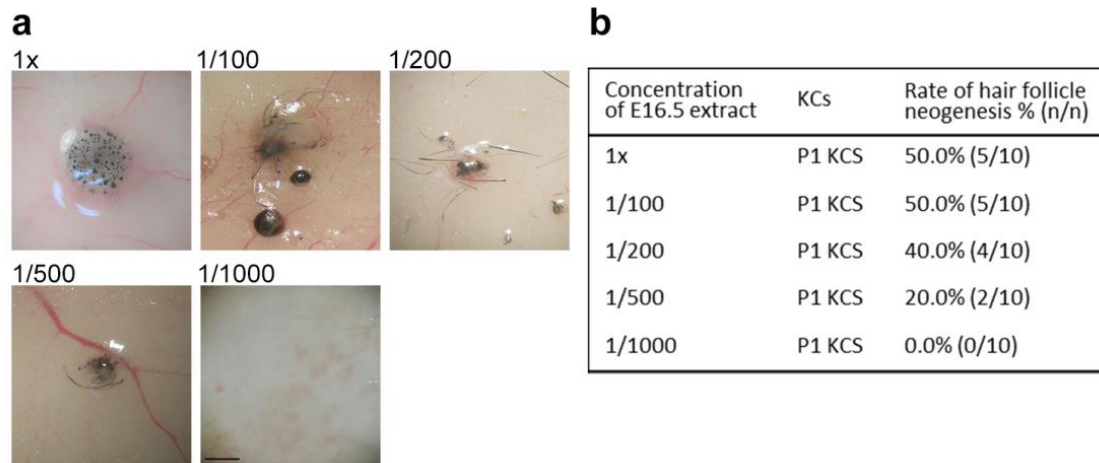 a
1x
1/100
1/200
1/500
1/1000
b
Concentration of E16.5 extract KCs Rate of hair follicle neogenesis % (n/n)
1x P1 KCS 50.0% (5/10)
1/100 P1 KCS 50.0% (5/10)
1/200 P1 KCS 40.0% (4/10)
1/500 P1 KCS 20.0% (2/10)
1/1000 P1 KCS 0.0% (0/10)